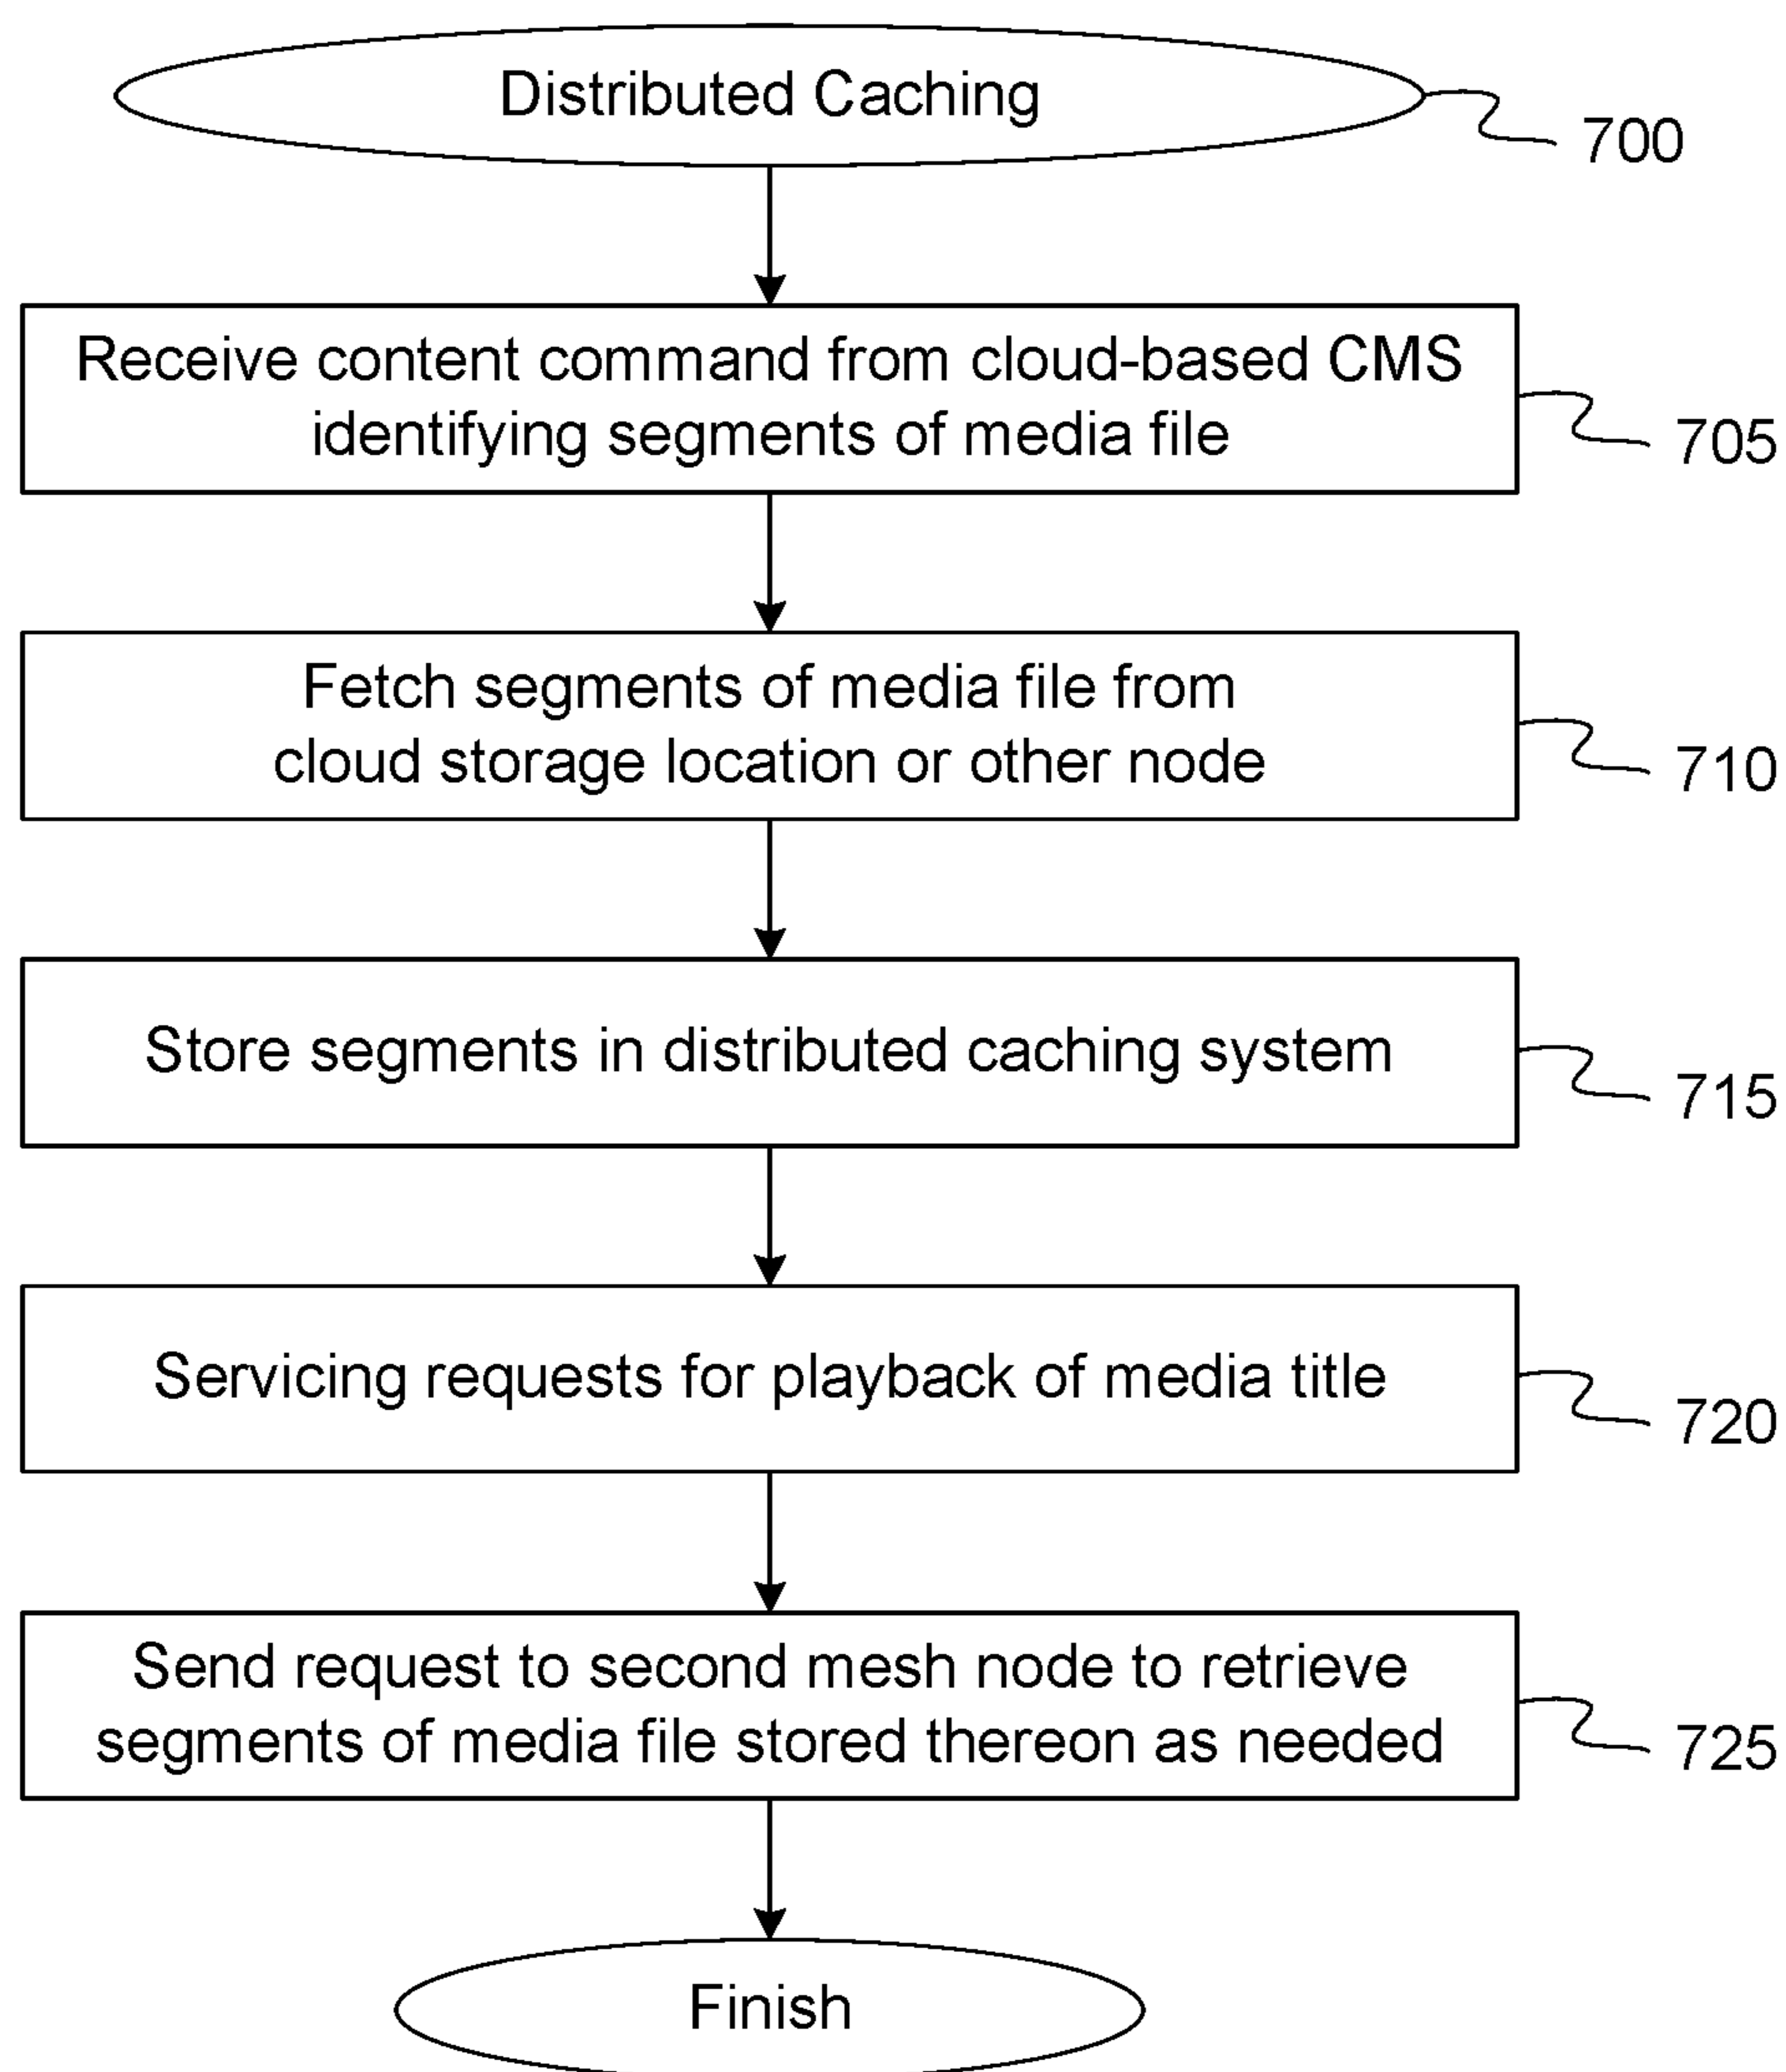 Distributed Caching
700
Receive content command from cloud-based CMS
identifying segments of media file
705
Fetch segments of media file from
cloud storage location or other node
710
Store segments in distributed caching system
715
Servicing requests for playback of media title
720
Send request to second mesh node to retrieve
segments of media file stored thereon as needed
725
Finish